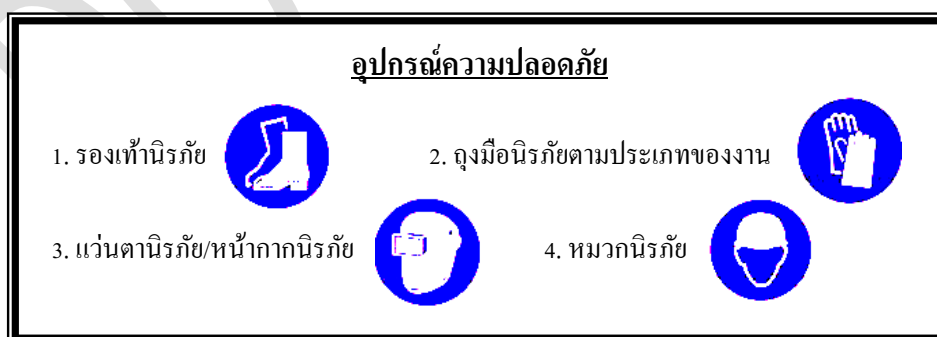 อุปกรณ์ความปลอดภัย
1. รองเท้านิรภัย 2. ถุงมือนิรภัยตามประเภทของงาน
3. แว่นตานิรภัย/หน้ากากนิรภัย 4. หมวกนิรภัย